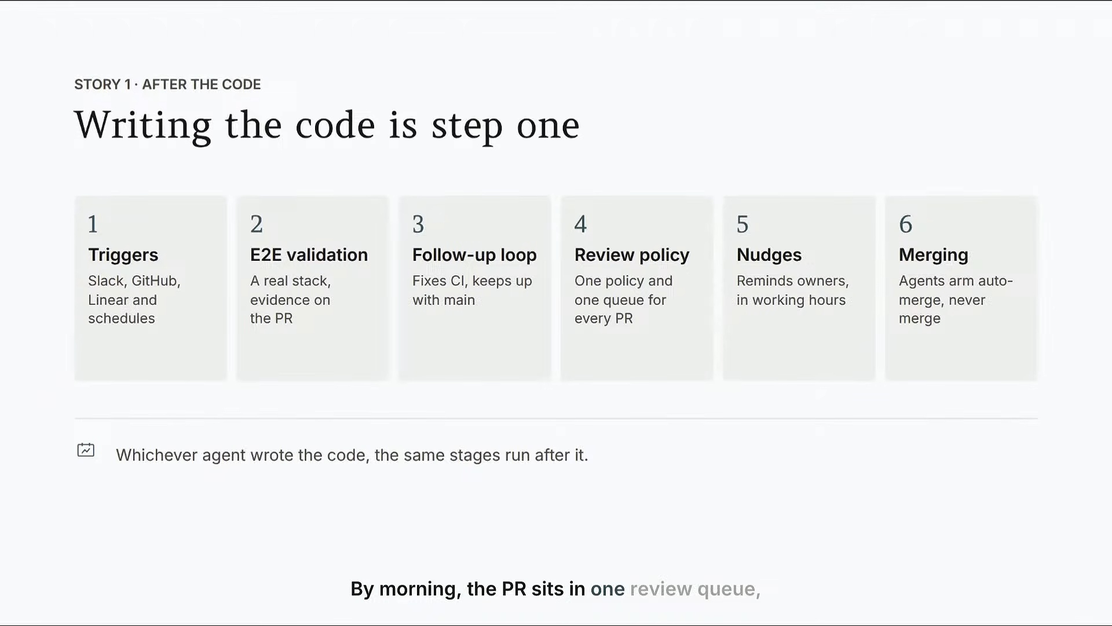 STORY 1 · AFTER THE CODE
Writing the code is step one
1
Triggers
Slack, GitHub,
Linear and
schedules
2
E2E validation
A real stack,
evidence on
the PR
3
Follow-up loop
Fixes CI, keeps up
with main
4
Review policy
One policy and
one queue for
every PR
5
Nudges
Reminds owners,
in working hours
6
Merging
Agents arm auto-
merge, never
merge
Whichever agent wrote the code, the same stages run after it.
By morning, the PR sits in one review queue,